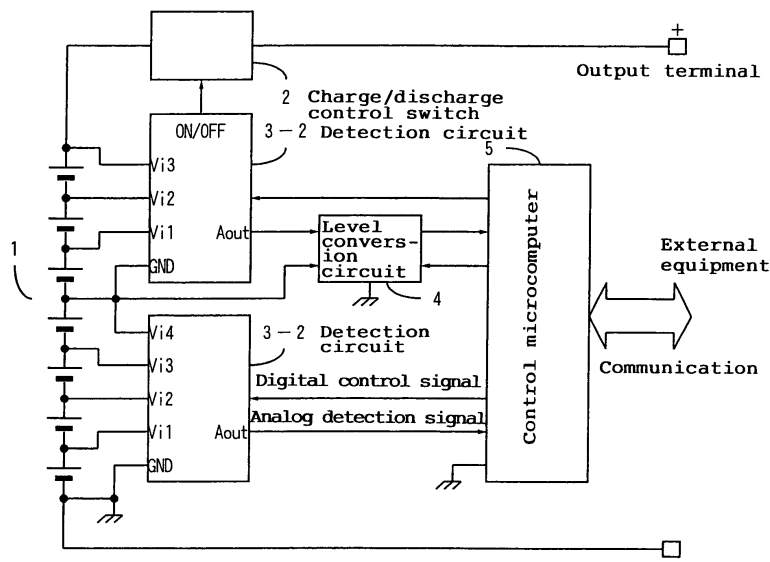 +
Output terminal
2 Charge/discharge
control switch
ON/OFF
3-2 Detection circuit
5
Vi3
Vi2
Vi1
Aout
GND
Level
convers-
ion
circuit
4
1
Control microcomputer
External
equipment
Communication
Vi4
3-2 Detection
circuit
Vi3
Digital control signal
Vi2
Analog detection signal
Vi1
Aout
GND